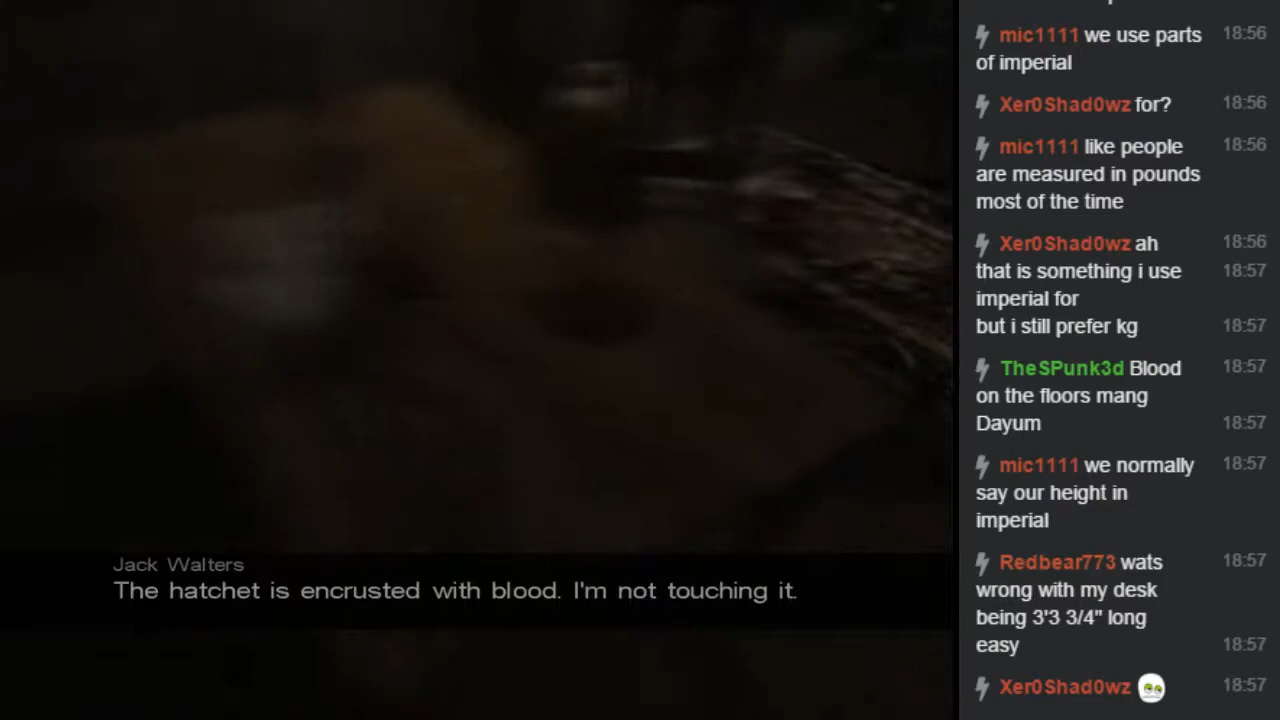 mic1111 we use parts 18:56
of imperial
Xer0Shad0wz for? 18:56
mic1111 like people 18:56
are measured in pounds
most of the time
Xer0Shad0wz ah 18:56
that is something i use 18:57
imperial for
but i still prefer kg 18:57
TheSPunk3d Blood 18:57
on the floors mang
Dayum 18:57
mic1111 we normally 18:57
say our height in
imperial
Redbear773 wats 18:57
wrong with my desk
being 3'3 3/4" long
easy 18:57
Xer0Shad0wz 18:57
Jack Walters
The hatchet is encrusted with blood. I'm not touching it.